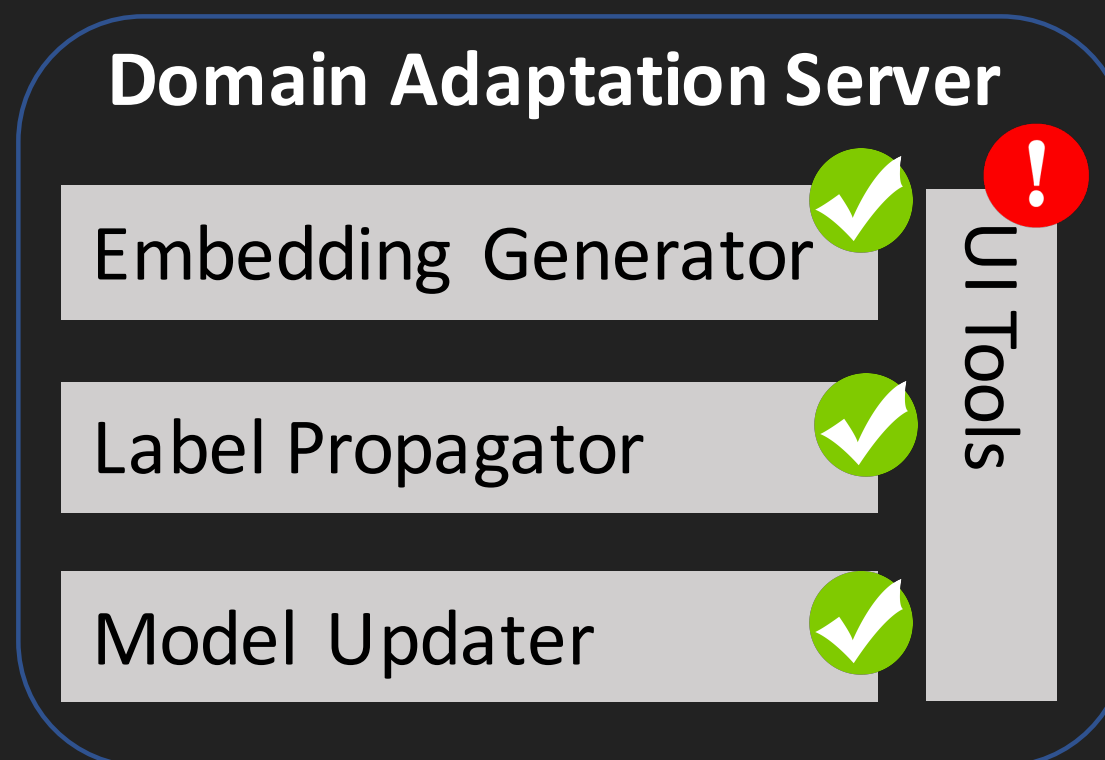 Domain Adaptation Server
Embedding Generator
Label Propagator
Model Updater
UI Tools
!